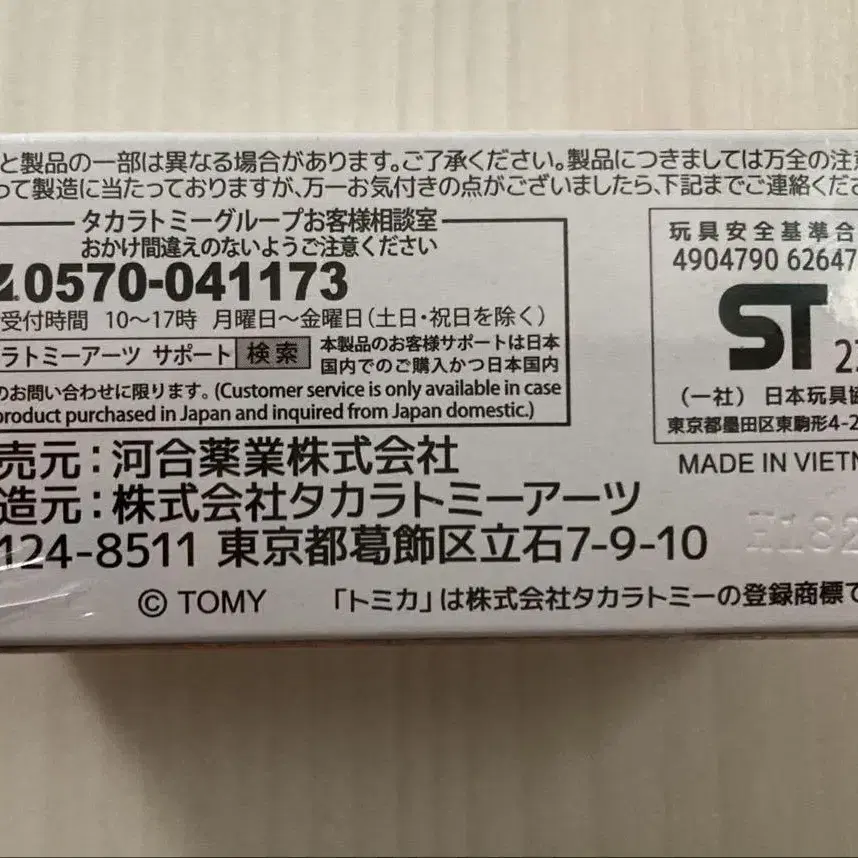 と製品の一部は異なる場合があります。ご了承ください。製品につきましては万全の注
って製造に当たっておりますが、万一お気付きの点がございましたら、下記までご連絡くださ
タカラトミーグループお客様相談室
おかけ間違えのないようご注意ください
0570-041173
受付時間 10〜17時 月曜日〜金曜日(土日・祝日を除く)
ラトミーアーツ サポート 検索
本製品のお客様サポートは日本
国内でのご購入かつ日本国内
のお問い合わせに限ります。(Customer service is only available in case
product purchased in Japan and inquired from Japan domestic.)
玩具安全基準合
4904790 62647
ST
(一社) 日本玩具協
東京都墨田区東駒形4-2
MADE IN VIETN
売元:河合薬業株式会社
造元:株式会社タカラトミーアーツ
124-8511 東京都葛飾区立石7-9-10
H182
© TOMY 「トミカ」は株式会社タカラトミーの登録商標で